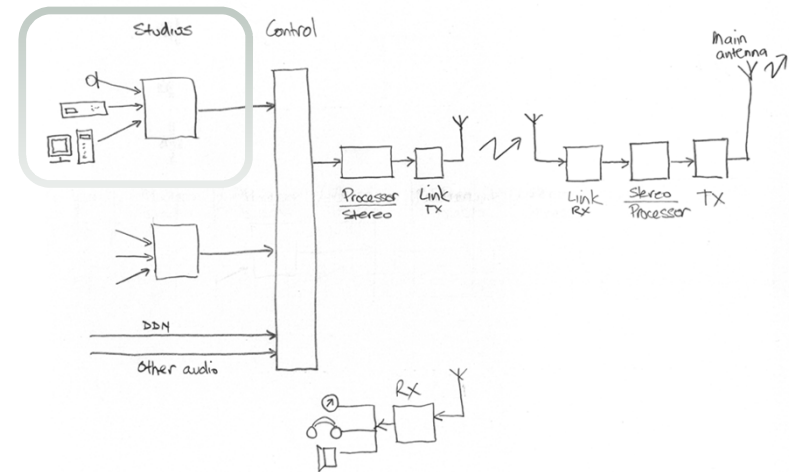 Studios
Control
Main
antenna
Processor
Stereo
Link
TX
Link
RX
Stereo
Processor
TX
DDN
Other audio
RX